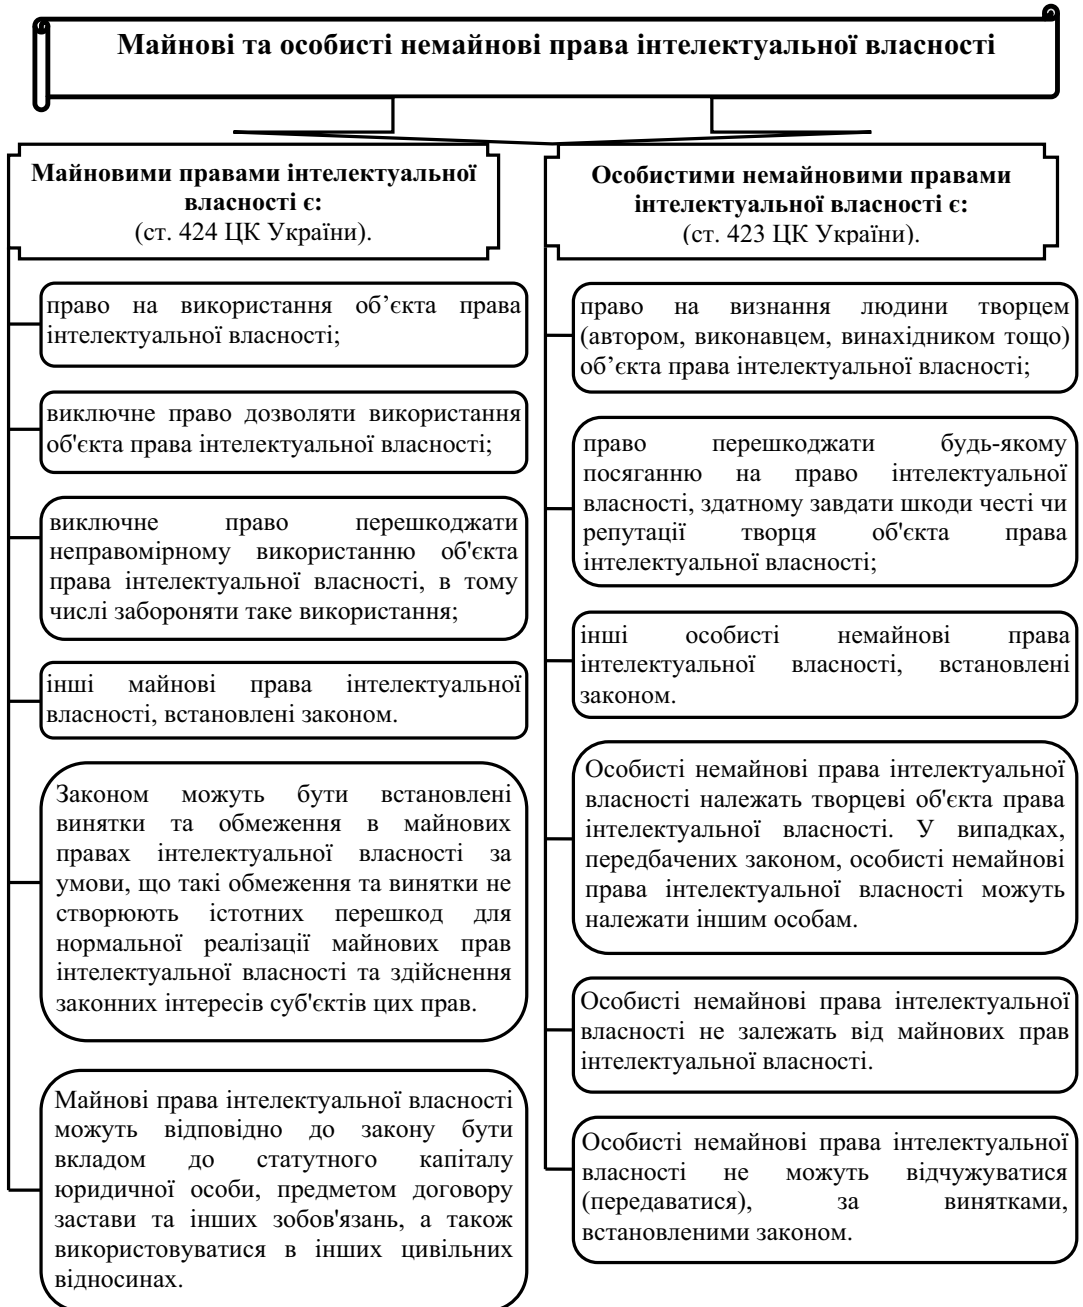 Майнові та особисті немайнові права інтелектуальної власності
Майновими правами інтелектуальної
власності є:
(ст. 424 ЦК України).
право на використання об’єкта права
інтелектуальної власності;
виключне право дозволяти використання
об'єкта права інтелектуальної власності;
виключне право перешкоджати
неправомірному використанню об'єкта
права інтелектуальної власності, в тому
числі забороняти таке використання;
інші майнові права інтелектуальної
власності, встановлені законом.
Законом можуть бути встановлені
винятки та обмеження в майнових
правах інтелектуальної власності за
умови, що такі обмеження та винятки не
створюють істотних перешкод для
нормальної реалізації майнових прав
інтелектуальної власності та здійснення
законних інтересів суб'єктів цих прав.
Майнові права інтелектуальної власності
можуть відповідно до закону бути
вкладом до статутного капіталу
юридичної особи, предметом договору
застави та інших зобов'язань, а також
використовуватися в інших цивільних
відносинах.
Особистими немайновими правами
інтелектуальної власності є:
(ст. 423 ЦК України).
право на визнання людини творцем
(автором, виконавцем, винахідником тощо)
об’єкта права інтелектуальної власності;
право перешкоджати будь-якому
посяганню на право інтелектуальної
власності, здатному завдати шкоди честі чи
репутації творця об'єкта права
інтелектуальної власності;
інші особисті немайнові права
інтелектуальної власності, встановлені
законом.
Особисті немайнові права інтелектуальної
власності належать творцеві об'єкта права
інтелектуальної власності. У випадках,
передбачених законом, особисті немайнові
права інтелектуальної власності можуть
належати іншим особам.
Особисті немайнові права інтелектуальної
власності не залежать від майнових прав
інтелектуальної власності.
Особисті немайнові права інтелектуальної
власності не можуть відчужуватися
(передаватися), за винятками,
встановленими законом.